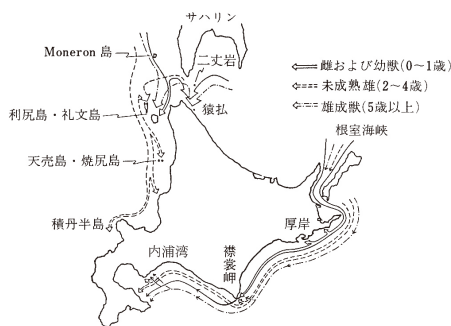 サハリン
Moneron 島
二丈岩
雌および幼獣(0~1歳)
未成熟雄(2~4歳)
雄成獣(5歳以上)
利尻島・礼文島
猿払
根室海峡
天売島・焼尻島
積丹半島
厚岸
内浦湾
襟裳岬